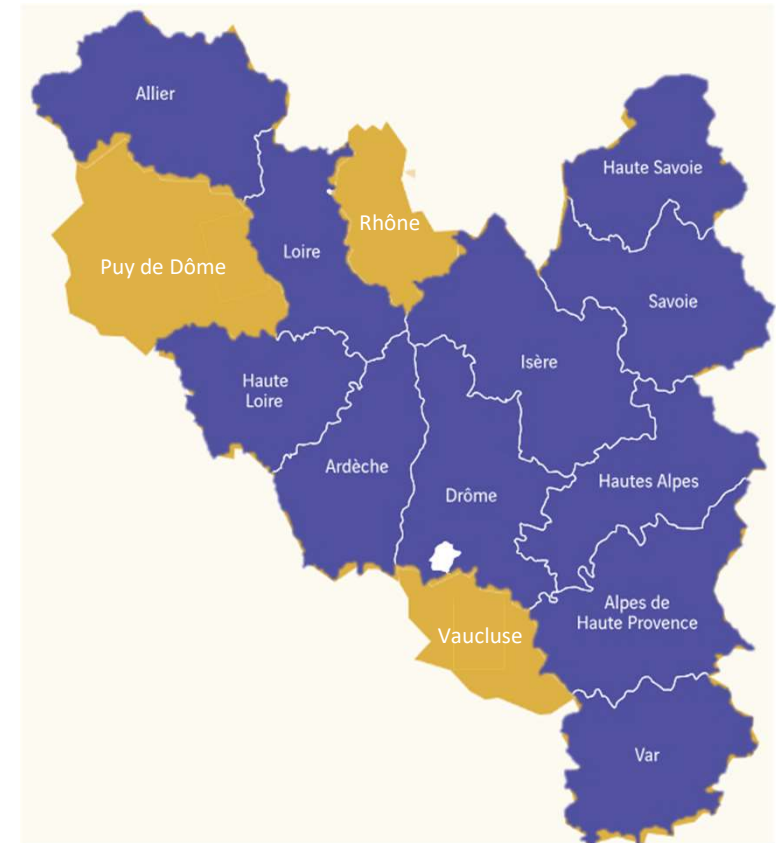 Allier
Haute Savoie
Rhône
Loire
Puy de Dôme
Savoie
Isère
Haute
Loire
Ardèche
Hautes Alpes
Drôme
Alpes de
Haute Provence
Vaucluse
Var